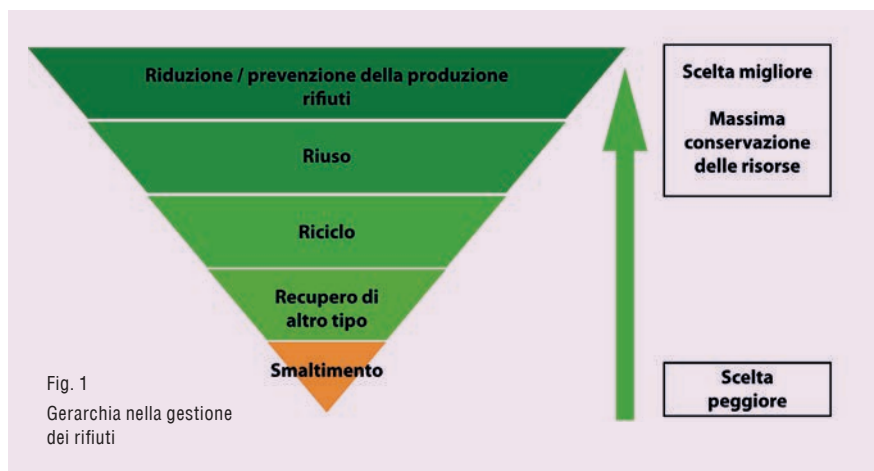 Riduzione / prevenzione della produzione
rifiuti
Riuso
Riciclo
Recupero di
altro tipo
Smaltimento
Scelta migliore
Massima
conservazione
delle risorse
Scelta
peggiore
Fig. 1
Gerarchia nella gestione
dei rifiuti